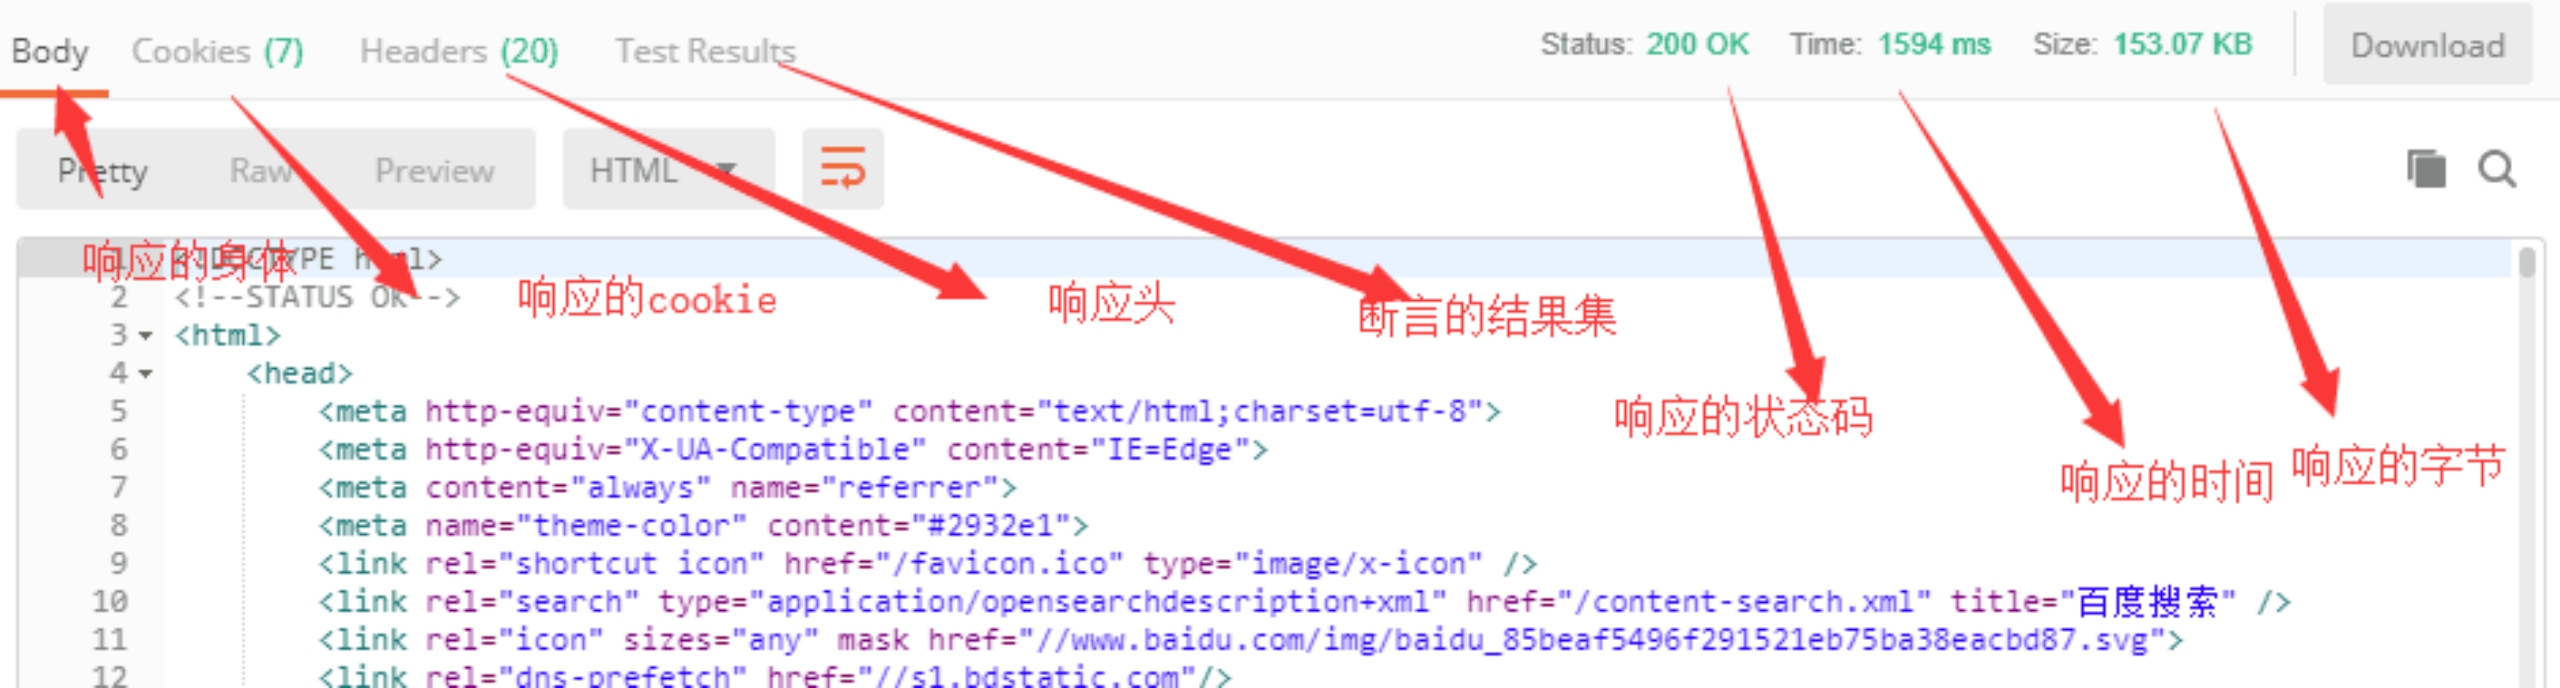 Body Cookies (7) Headers (20) Test Results Status: 200 OK Time: 1594 ms Size: 153.07 KB Download
Pretty Raw Preview HTML
响应的身体
1 <!DOCTYPE html>
2 <!--STATUS OK-->
响应的cookie
响应头
断言的结果集
3 <html>
4 <head>
5 <meta http-equiv="content-type" content="text/html;charset=utf-8">
响应的状态码
6 <meta http-equiv="X-UA-Compatible" content="IE=Edge">
响应的时间
响应的字节
7 <meta content="always" name="referrer">
8 <meta name="theme-color" content="#2932e1">
9 <link rel="shortcut icon" href="/favicon.ico" type="image/x-icon" />
10 <link rel="search" type="application/opensearchdescription+xml" href="/content-search.xml" title="百度搜索" />
11 <link rel="icon" sizes="any" mask href="//www.baidu.com/img/baidu_85beaf5496f291521eb75ba38eacbd87.svg">
12 <link rel="dns-prefetch" href="//s1.bdstatic.com"/>